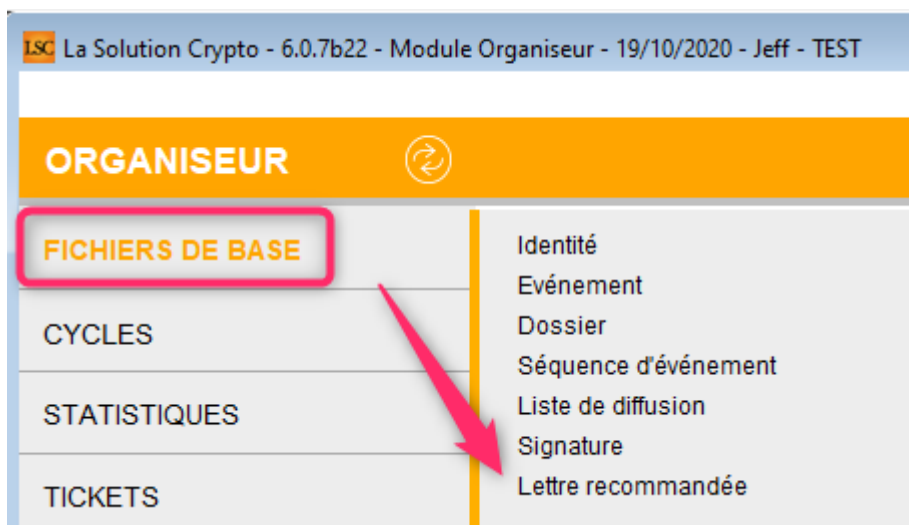 LSC La Solution Crypto - 6.0.7b22 - Module Organiseur - 19/10/2020 - Jeff - TEST
ORGANISEUR
FICHIERS DE BASE
CYCLES
STATISTIQUES
TICKETS
Identité
Evénement
Dossier
Séquence d'événement
Liste de diffusion
Signature
Lettre recommandée